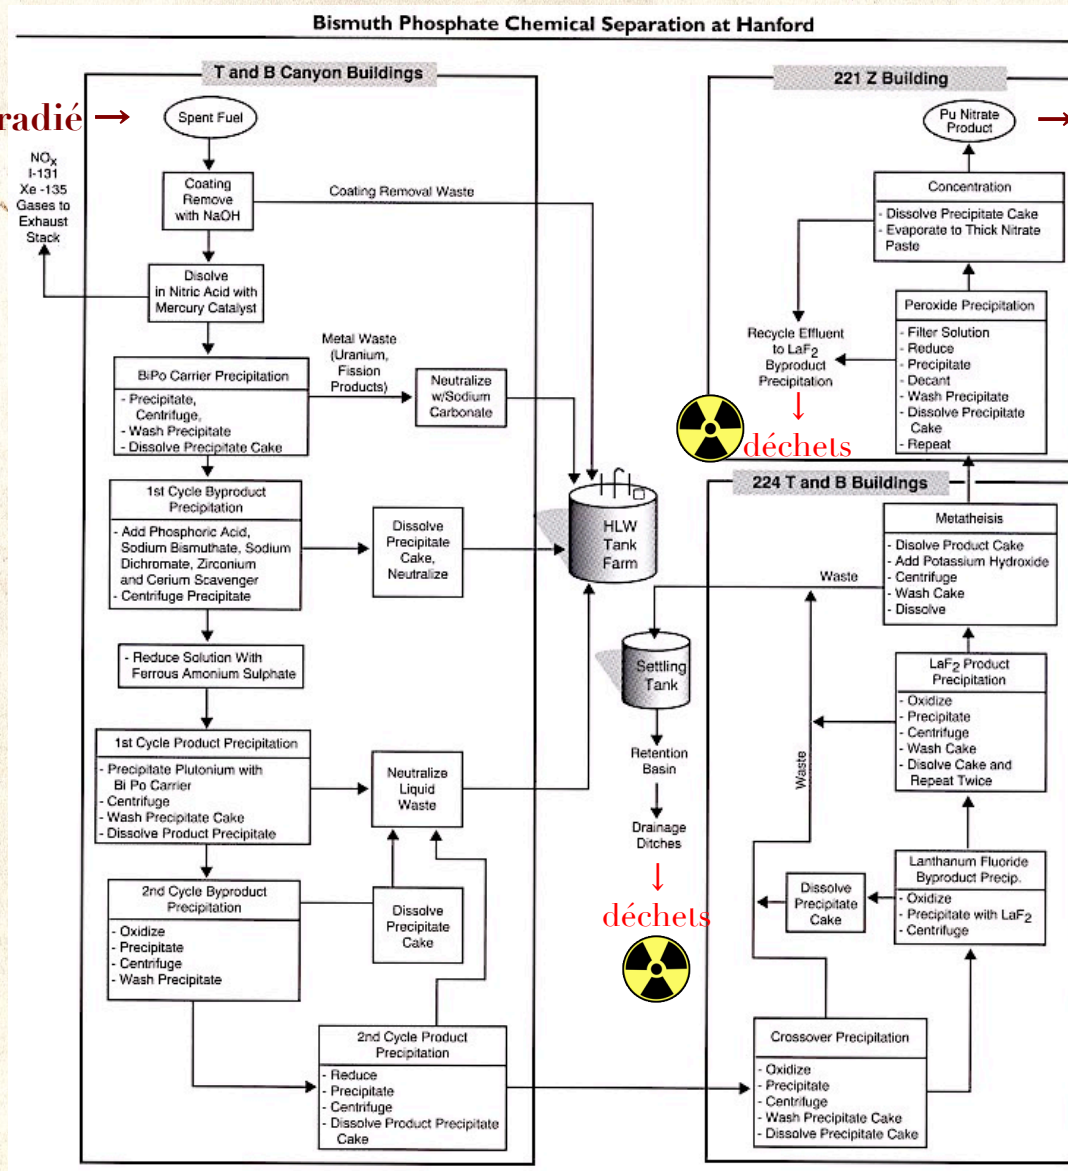 Bismuth Phosphate Chemical Separation at Hanford
T and B Canyon Buildings
radié →
Spent Fuel
NOx
I-131
Xe -135
Gases to
Exhaust
Stack
Coating
Remove
with NaOH
Coating Removal Waste
Disolve
in Nitric Acid with
Mercury Catalyst
Metal Waste
(Uranium,
Fission
Products)
BiPo Carrier Precipitation
- Precipitate,
Centrifuge,
- Wash Precipitate
- Dissolve Precipitate Cake
Neutralize
w/Sodium
Carbonate
1st Cycle Byproduct
Precipitation
- Add Phosphoric Acid,
Sodium Bismuthate, Sodium
Dichromate, Zirconium
and Cerium Scavenger
- Centrifuge Precipitate
Dissolve
Precipitate
Cake,
Neutralize
HLW
Tank
Farm
- Reduce Solution With
Ferrous Amonium Sulphate
1st Cycle Product Precipitation
- Precipitate Plutonium with
Bi Po Carrier
- Centrifuge
- Wash Precipitate Cake
- Dissolve Product Precipitate
Neutralize
Liquid
Waste
2nd Cycle Byproduct
Precipitation
- Oxidize
- Precipitate
- Centrifuge
- Wash Precipitate
Dissolve
Precipitate
Cake
2nd Cycle Product
Precipitation
- Reduce
- Precipitate
- Centrifuge
- Dissolve Product Precipitate
Cake
Settling
Tank
Retention
Basin
Drainage
Ditches
déchets
221 Z Building
Pu Nitrate
Product
→
Concentration
- Dissolve Precipitate Cake
- Evaporate to Thick Nitrate
Paste
Peroxide Precipitation
- Filter Solution
- Reduce
- Precipitate
- Decant
- Wash Precipitate
- Dissolve Precipitate
Cake
- Repeat
Recycle Effluent
to LaF2
Byproduct
Precipitation
déchets
224 T and B Buildings
Metatheisis
- Disolve Product Cake
- Add Potassium Hydroxide
- Centrifuge
- Wash Cake
- Dissolve
Waste
LaF2 Product
Precipitation
- Oxidize
- Precipitate
- Centrifuge
- Wash Cake
- Disolve Cake and
Repeat Twice
Waste
Lanthanum Fluoride
Byproduct Precip.
- Oxidize
- Precipitate with LaF2
- Centrifuge
Dissolve
Precipitate
Cake
Crossover Precipitation
- Oxidize
- Precipitate
- Centrifuge
- Wash Precipitate Cake
- Dissolve Precipitate Cake